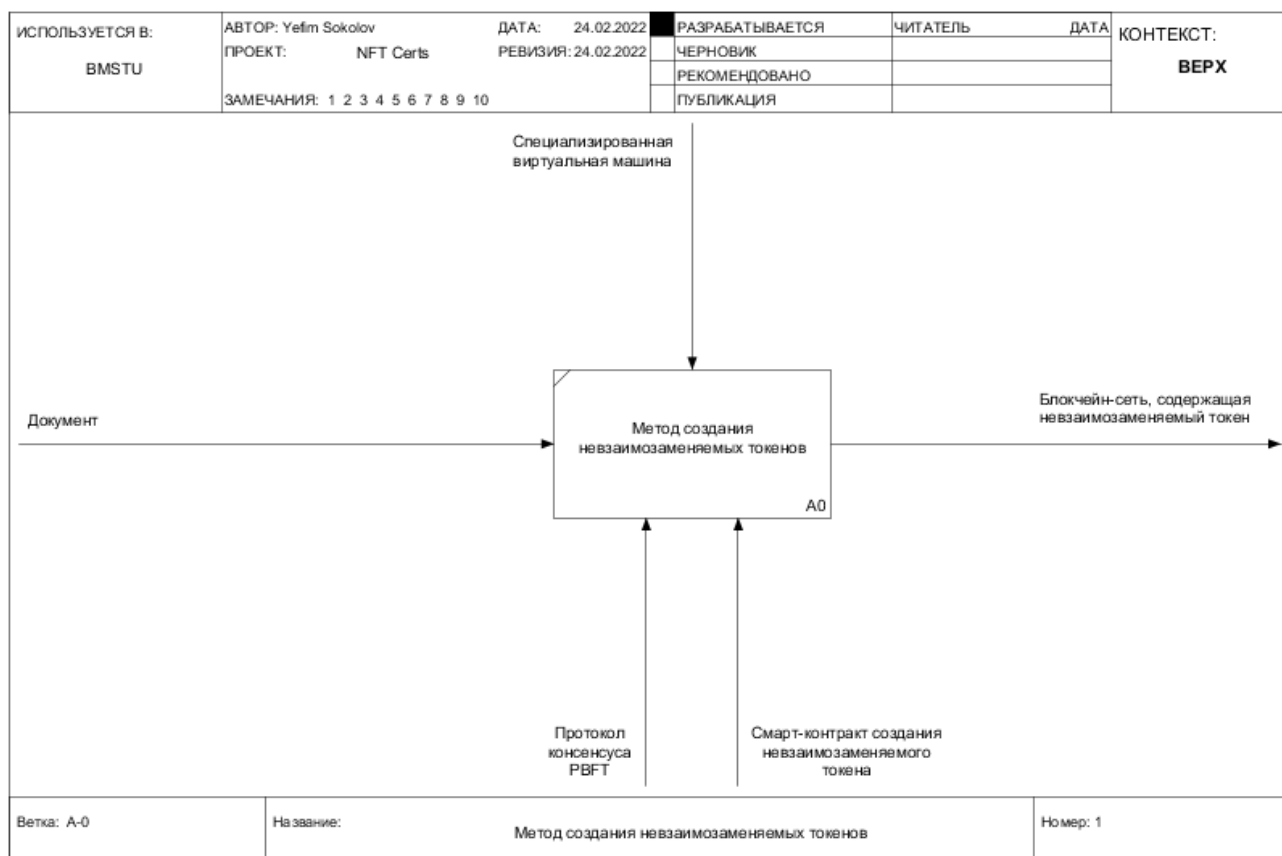 ИСПОЛЬЗУЕТСЯ В:
BMSTU
АВТОР: Yefim Sokolov
ДАТА: 24.02.2022
ПРОЕКТ: NFT Certs
РЕВИЗИЯ: 24.02.2022
ЗАМЕЧАНИЯ: 1 2 3 4 5 6 7 8 9 10
РАЗРАБАТЫВАЕТСЯ
ЧЕРНОВИК
РЕКОМЕНДОВАНО
ПУБЛИКАЦИЯ
ЧИТАТЕЛЬ
ДАТА
КОНТЕКСТ:
ВЕРХ
Специализированная
виртуальная машина
Документ
Метод создания
невзаимозаменяемых токенов
A0
Блокчейн-сеть, содержащая
невзаимозаменяемый токен
Протокол
консенсуса
PBFT
Смарт-контракт создания
невзаимозаменяемого
токена
Ветка: A-0
Название:
Метод создания невзаимозаменяемых токенов
Номер: 1